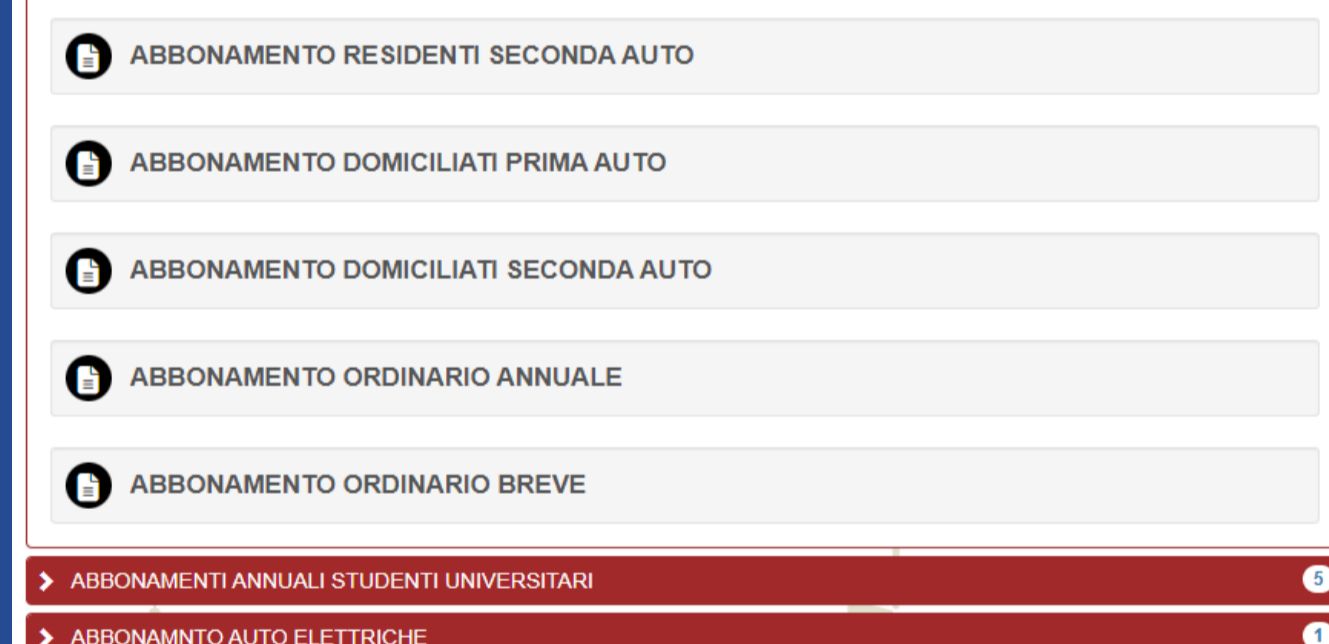 ABBONAMENTO RESIDENTI SECONDA AUTO
ABBONAMENTO DOMICILIATI PRIMA AUTO
ABBONAMENTO DOMICILIATI SECONDA AUTO
ABBONAMENTO ORDINARIO ANNUALE
ABBONAMENTO ORDINARIO BREVE
ABBONAMENTI ANNUALI STUDENTI UNIVERSITARI 5
ABBONAMNTO AUTO ELETTRICHE 1